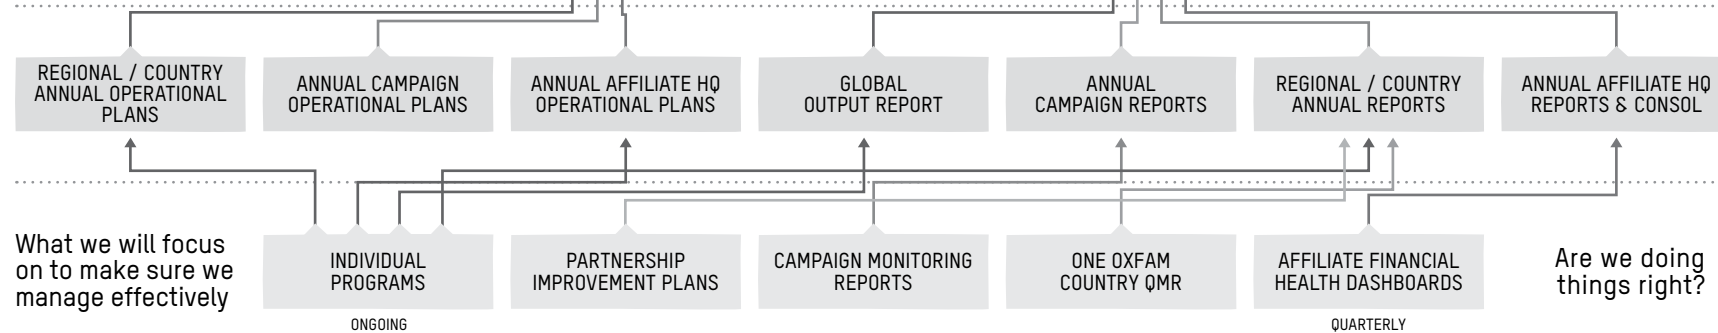 REGIONAL / COUNTRY
ANNUAL OPERATIONAL
PLANS
ANNUAL CAMPAIGN
OPERATIONAL PLANS
ANNUAL AFFILIATE HQ
OPERATIONAL PLANS
GLOBAL
OUTPUT REPORT
ANNUAL
CAMPAIGN REPORTS
REGIONAL / COUNTRY
ANNUAL REPORTS
ANNUAL AFFILIATE HQ
REPORTS & CONSOL
What we will focus
on to make sure we
manage effectively
INDIVIDUAL
PROGRAMS
PARTNERSHIP
IMPROVEMENT PLANS
CAMPAIGN MONITORING
REPORTS
ONE OXFAM
COUNTRY QMR
AFFILIATE FINANCIAL
HEALTH DASHBOARDS
Are we doing
things right?
ONGOING
QUARTERLY